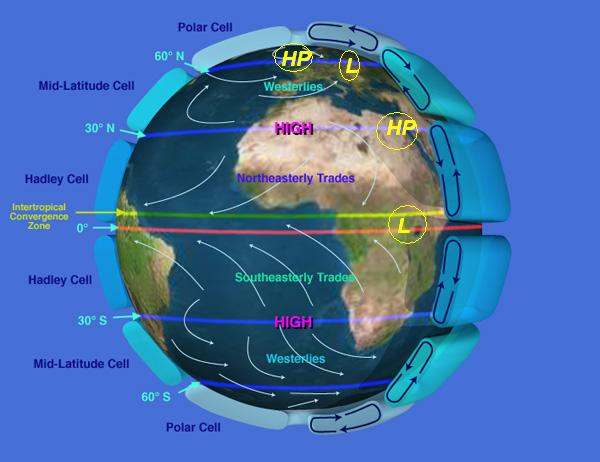 Polar Cell
HP
L
60° N
Mid-Latitude Cell
Westerlies
30° N
HIGH
HP
Hadley Cell
Northeasterly Trades
Intertropical
Convergence
Zone
0°
L
Hadley Cell
Southeasterly Trades
30° S
HIGH
Mid-Latitude Cell
Westerlies
60° S
Polar Cell